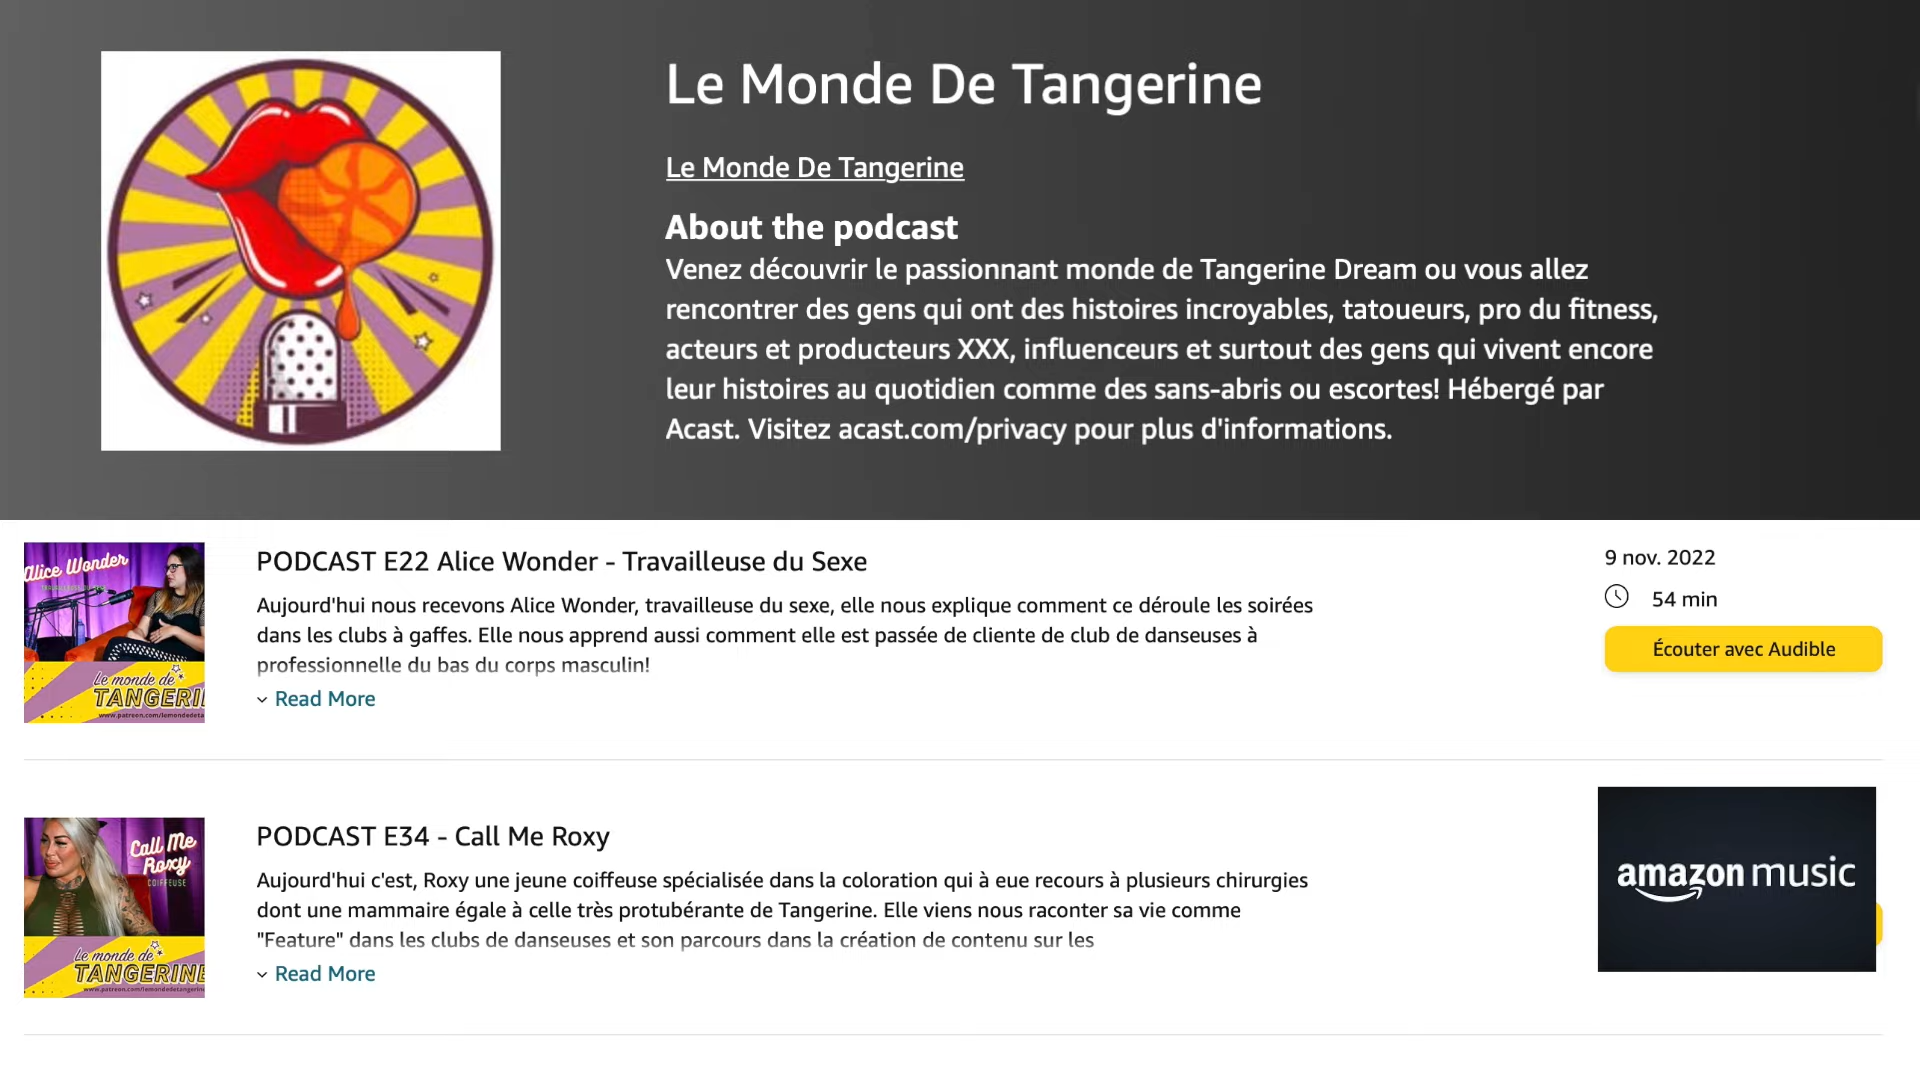 Le Monde De Tangerine
Le Monde De Tangerine
About the podcast
Venez découvrir le passionnant monde de Tangerine Dream ou vous allez
rencontrer des gens qui ont des histoires incroyables, tatoueurs, pro du fitness,
acteurs et producteurs XXX, influenceurs et surtout des gens qui vivent encore
leur histoires au quotidien comme des sans-abris ou escortes! Hébergé par
Acast. Visitez acast.com/privacy pour plus d'informations.
Alice Wonder
Le monde de
TANGERI
www.patreon.com/lemondedeta
PODCAST E22 Alice Wonder - Travailleuse du Sexe
Aujourd'hui nous recevons Alice Wonder, travailleuse du sexe, elle nous explique comment ce déroule les soirées
dans les clubs à gaffes. Elle nous apprend aussi comment elle est passée de cliente de club de danseuses à
professionnelle du bas du corps masculin!
Read More
9 nov. 2022
54 min
Écouter avec Audible
Call Me
Roxy
COIFFEUSE
Le monde de
TANGERINE
www.patreon.com/lemondedetangerin
PODCAST E34 - Call Me Roxy
Aujourd'hui c'est, Roxy une jeune coiffeuse spécialisée dans la coloration qui à eue recours à plusieurs chirurgies
dont une mammaire égale à celle très protubérante de Tangerine. Elle viens nous raconter sa vie comme
"Feature" dans les clubs de danseuses et son parcours dans la création de contenu sur les
Read More
amazon music